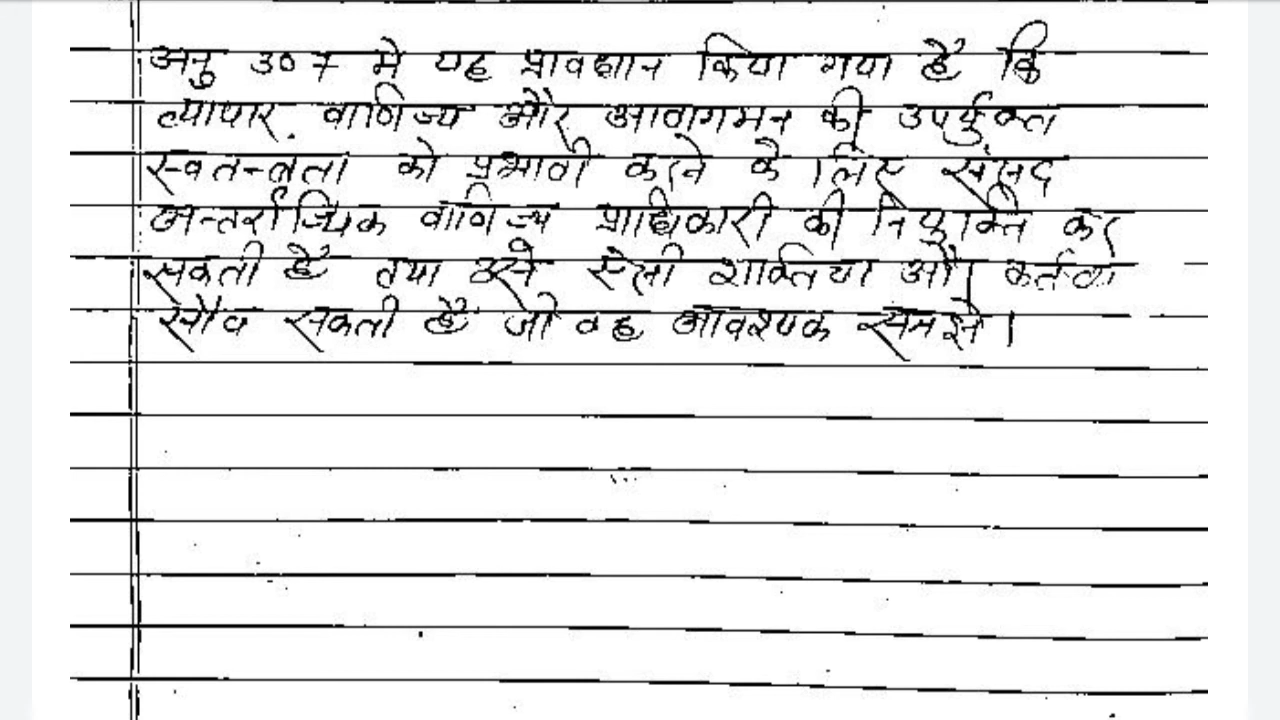 अनु 307 मे यह प्रावधान किया गया है कि
व्यापार, वाणिज्य और आवागमन की उपर्युक्त
स्वतन्त्रता को प्रभावी करने के लिए संसद
अन्तर्राज्यिक वाणिज्य प्राधिकारी की नियुक्ति कर
सकती है तथा उसे ऐसी शक्तिया और कर्तव्य
सौंप सकती है जो वह आवश्यक समझे।